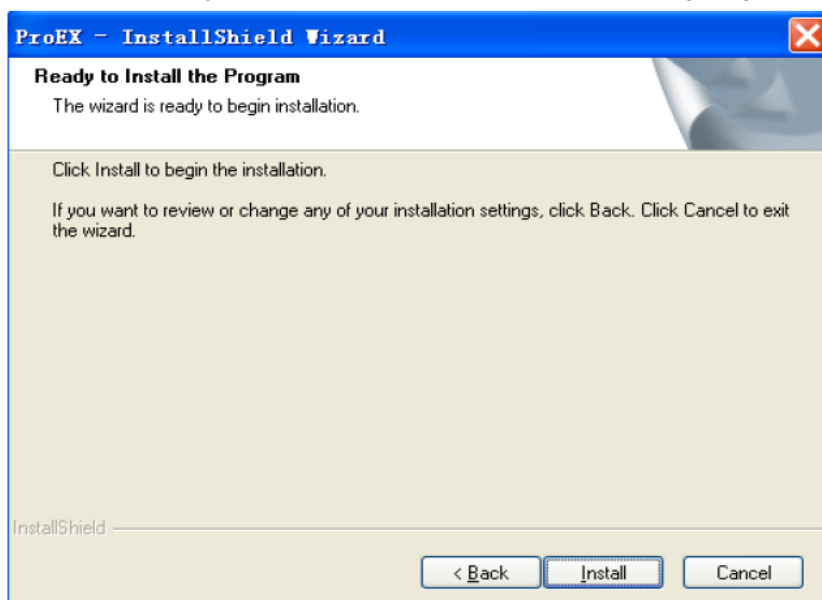 ProEX - InstallShield Wizard
Ready to Install the Program
The wizard is ready to begin installation.
Click Install to begin the installation.
If you want to review or change any of your installation settings, click Back. Click Cancel to exit
the wizard.
InstallShield
< Back Install Cancel